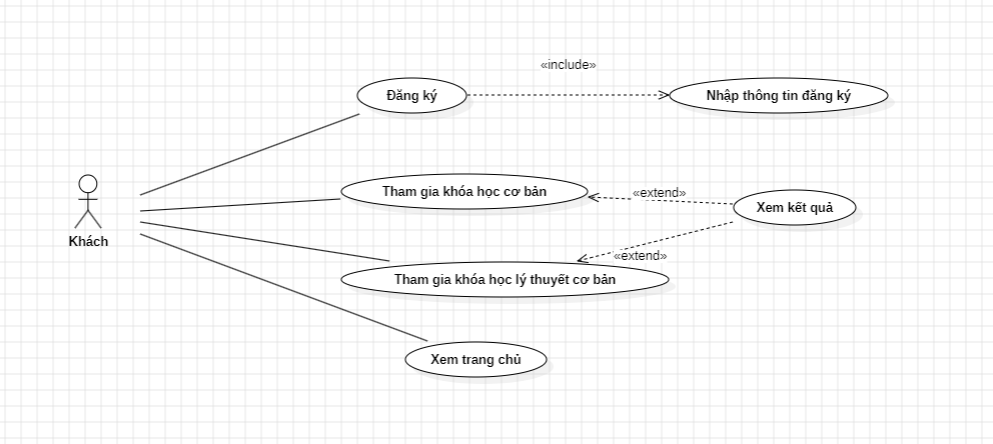 «include»
Đăng ký
Nhập thông tin đăng ký
Tham gia khóa học cơ bản
«extend»
Xem kết quả
Khách
«extend»
Tham gia khóa học lý thuyết cơ bản
Xem trang chủ